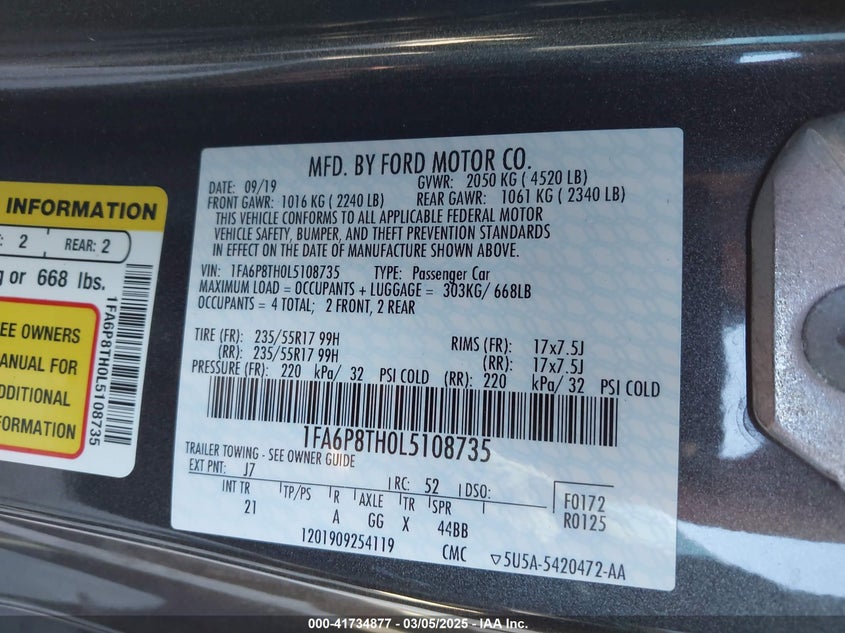 INFORMATION
2
REAR: 2
or 668 lbs.
EE OWNERS
ANUAL FOR
DDITIONAL
FORMATION
1FA6P8TH0L5108735
MFD. BY FORD MOTOR CO.
DATE: 09/19 GVWR: 2050 KG ( 4520 LB)
FRONT GAWR: 1016 KG ( 2240 LB) REAR GAWR: 1061 KG ( 2340 LB)
THIS VEHICLE CONFORMS TO ALL APPLICABLE FEDERAL MOTOR
VEHICLE SAFETY, BUMPER, AND THEFT PREVENTION STANDARDS
IN EFFECT ON THE DATE OF MANUFACTURE SHOWN ABOVE.
VIN: 1FA6P8TH0L5108735 TYPE: Passenger Car
MAXIMUM LOAD = OCCUPANTS + LUGGAGE = 303KG/ 668LB
OCCUPANTS = 4 TOTAL; 2 FRONT, 2 REAR
TIRE (FR): 235/55R17 99H RIMS (FR): 17x7.5J
(RR): 235/55R17 99H (RR): 17x7.5J
PRESSURE (FR): 220 kPa/ 32 PSI COLD (RR): 220 kPa/ 32 PSI COLD
1FA6P8TH0L5108735
TRAILER TOWING - SEE OWNER GUIDE
EXT PNT: J7 RC: 52 DSO: F0172
INT TR TP/PS R AXLE TR SPR R0125
21 A GG X 44BB
1201909254119 CMC ▽5U5A-5420472-AA
000-41734877 - 03/05/2025 - IAA Inc.